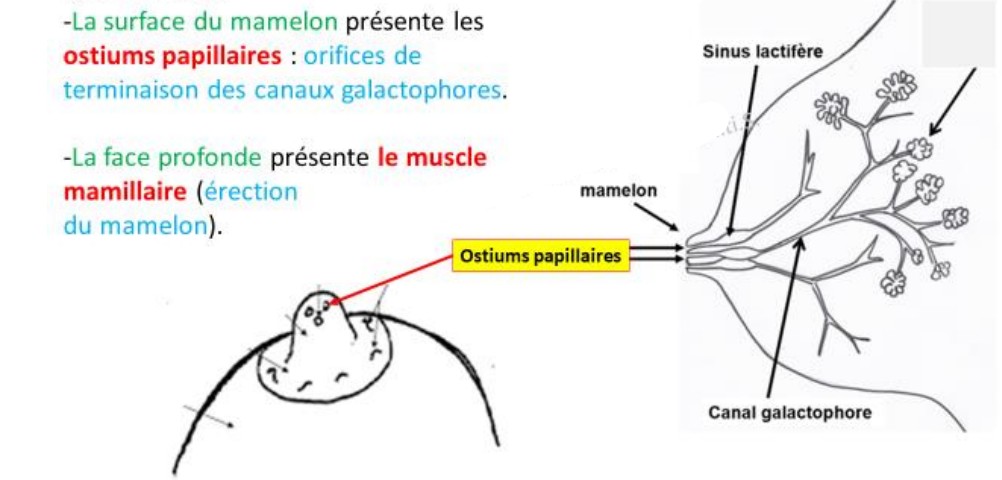 -La surface du mamelon présente les
ostiums papillaires : orifices de
terminaison des canaux galactophores.
-La face profonde présente le muscle
mamillaire (érection
du mamelon).
Sinus lactifère
mamelon
Ostiums papillaires
Canal galactophore